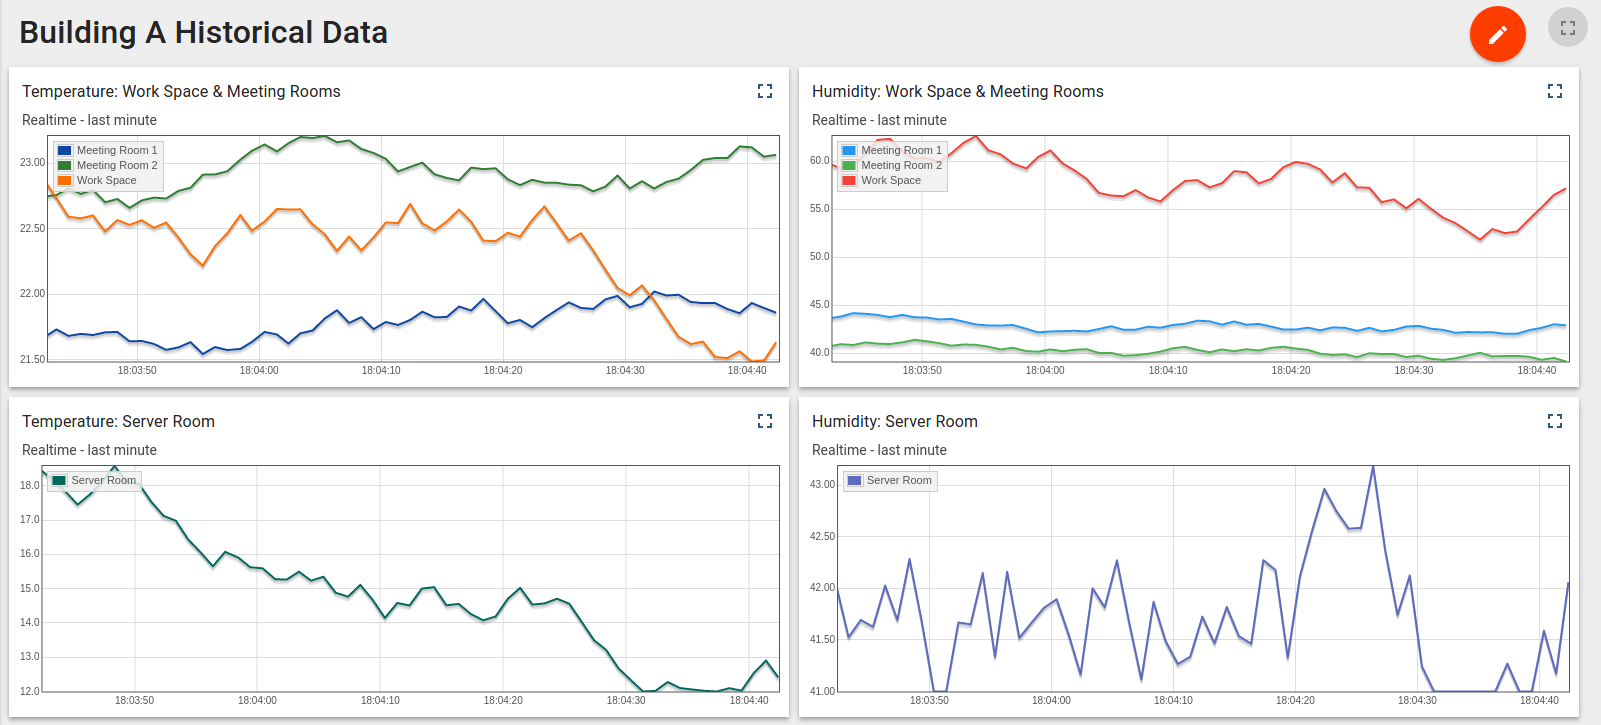 Building A Historical Data
Temperature: Work Space & Meeting Rooms
Realtime - last minute
Meeting Room 1
Meeting Room 2
Work Space
23.00
22.50
22.00
21.50
18:03:50 18:04:00 18:04:10 18:04:20 18:04:30 18:04:40
Humidity: Work Space & Meeting Rooms
Realtime - last minute
Meeting Room 1
Meeting Room 2
Work Space
60.0
55.0
50.0
45.0
40.0
18:03:50 18:04:00 18:04:10 18:04:20 18:04:30 18:04:40
Temperature: Server Room
Realtime - last minute
Server Room
18.0
17.0
16.0
15.0
14.0
13.0
12.0
18:03:50 18:04:00 18:04:10 18:04:20 18:04:30 18:04:40
Humidity: Server Room
Realtime - last minute
Server Room
43.00
42.50
42.00
41.50
41.00
18:03:50 18:04:00 18:04:10 18:04:20 18:04:30 18:04:40